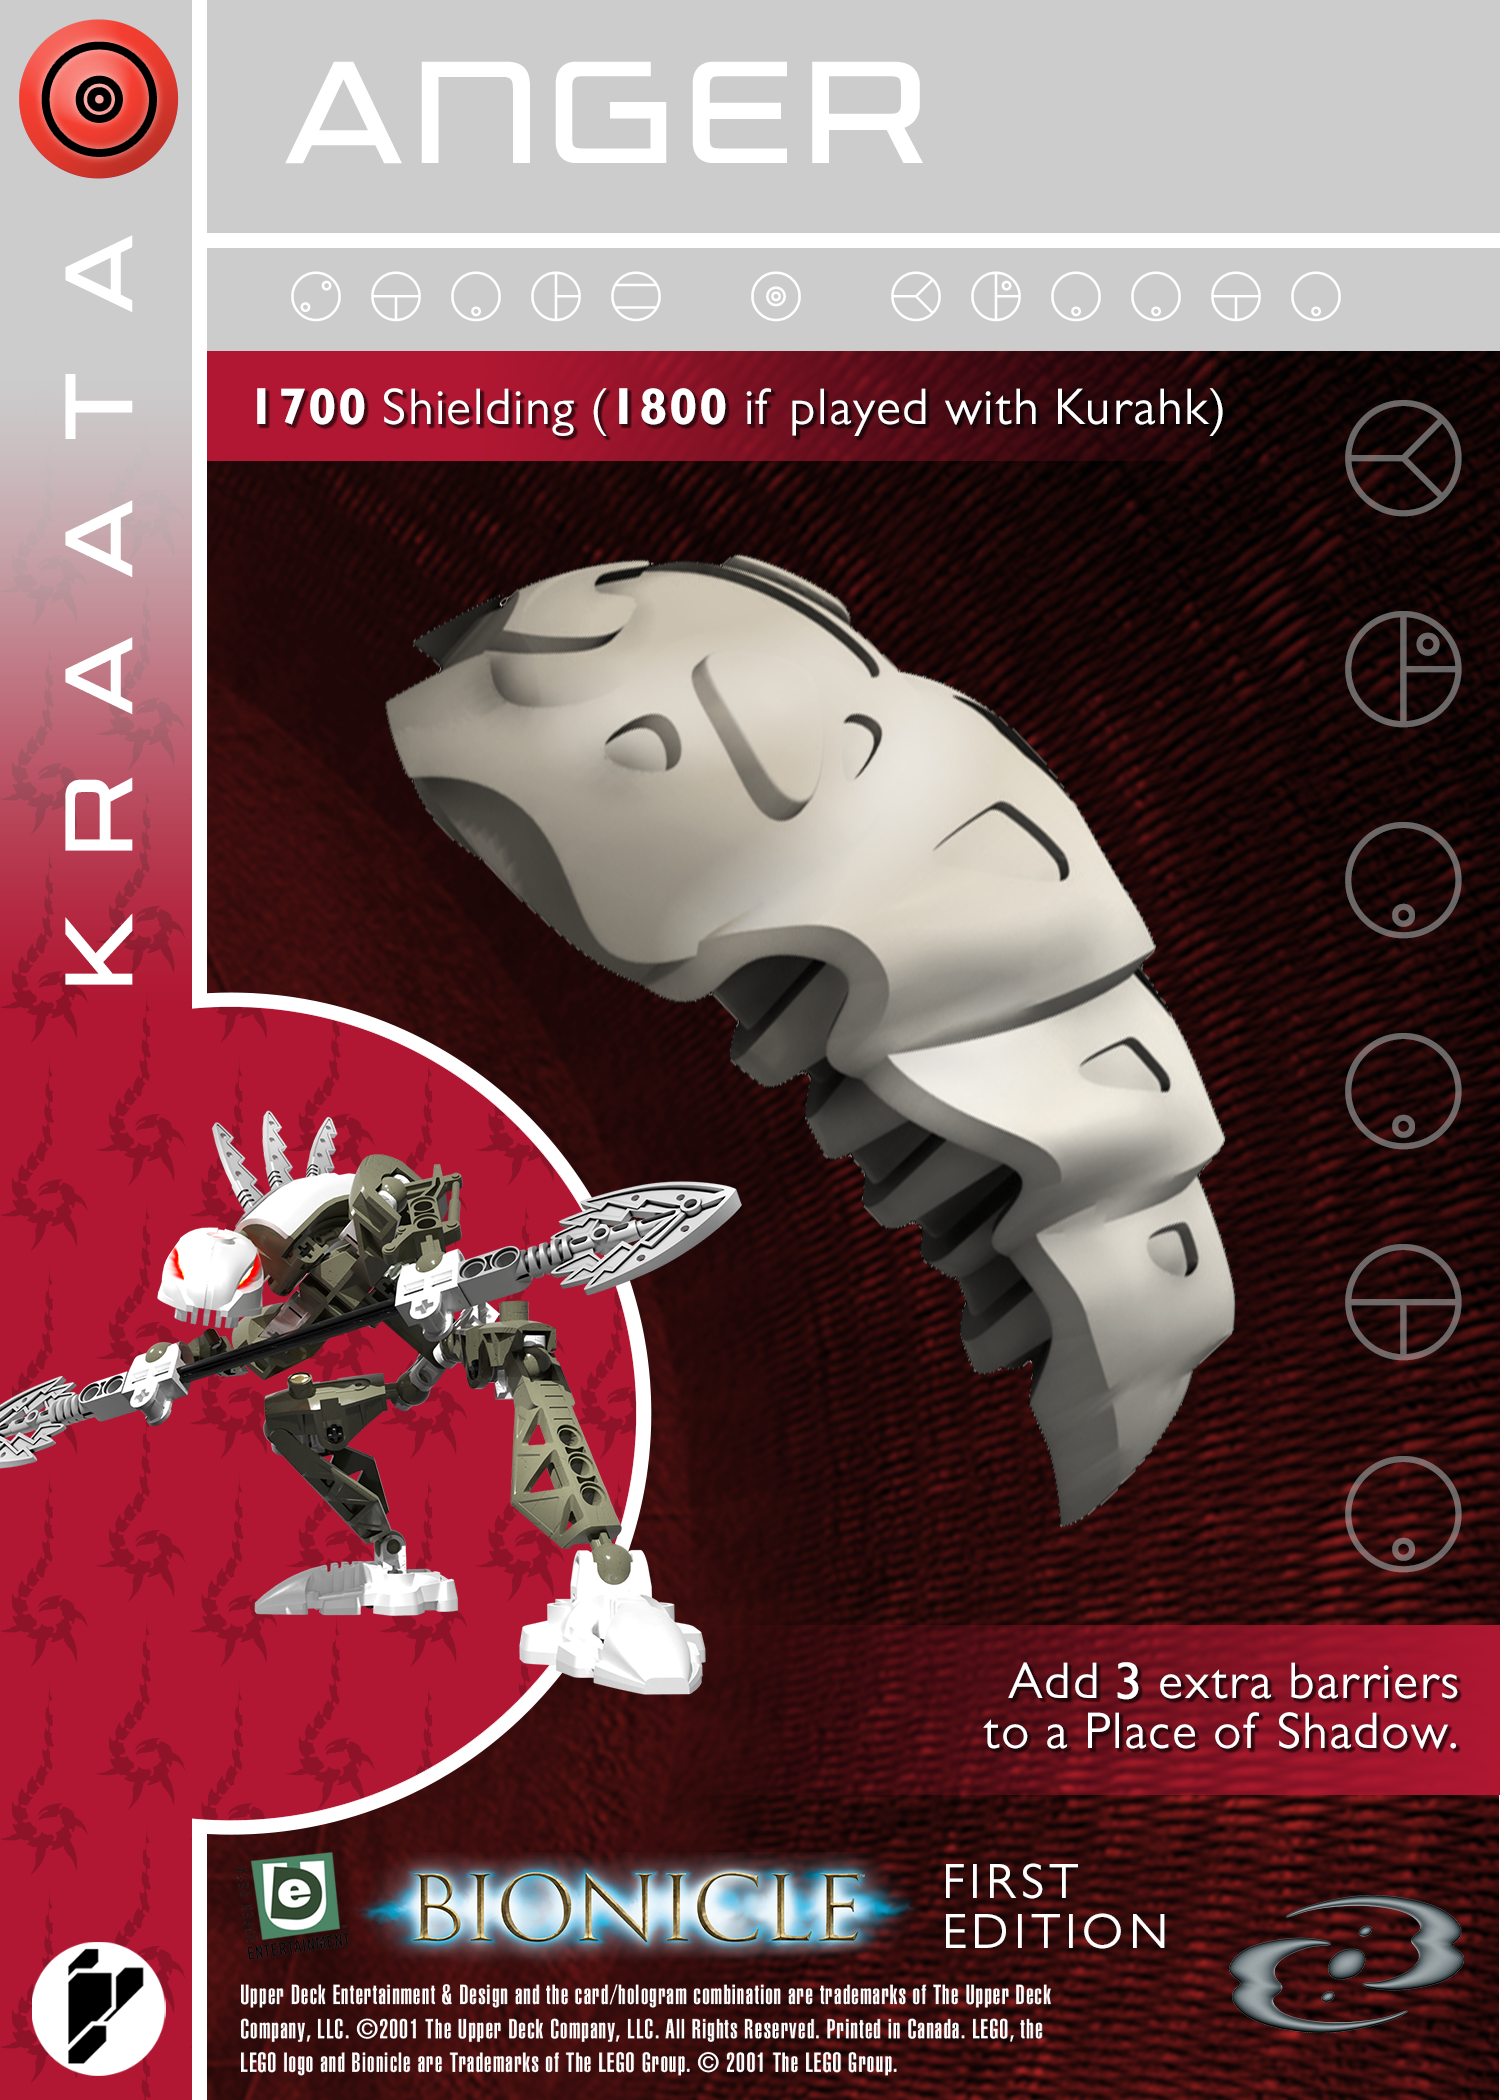 ANGER
KRAATA
1700 Shielding (1800 if played with Kurahk)
Add 3 extra barriers
to a Place of Shadow.
de
ENTERTAINMENT
BIONICLE
FIRST
EDITION
Upper Deck Entertainment & Design and the card/hologram combination are trademarks of The Upper Deck
Company, LLC. ©2001 The Upper Deck Company, LLC. All Rights Reserved. Printed in Canada. LEGO, the
LEGO logo and Bionicle are Trademarks of The LEGO Group. © 2001 The LEGO Group.